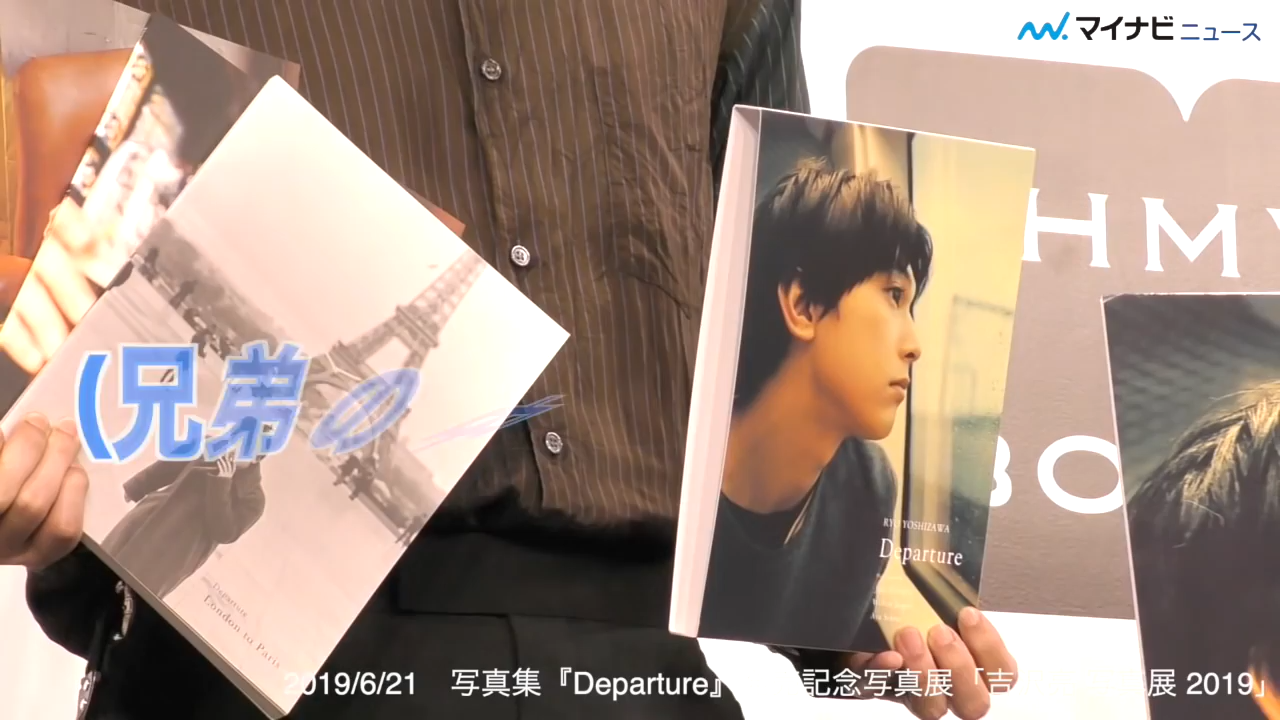 マイナビニュース
HMV
BO
(兄弟の
RYO YOSHIZAWA
Departure
Departure
London to Paris
2019/6/21 写真集『Departure』 記念写真展「吉 展 2019」